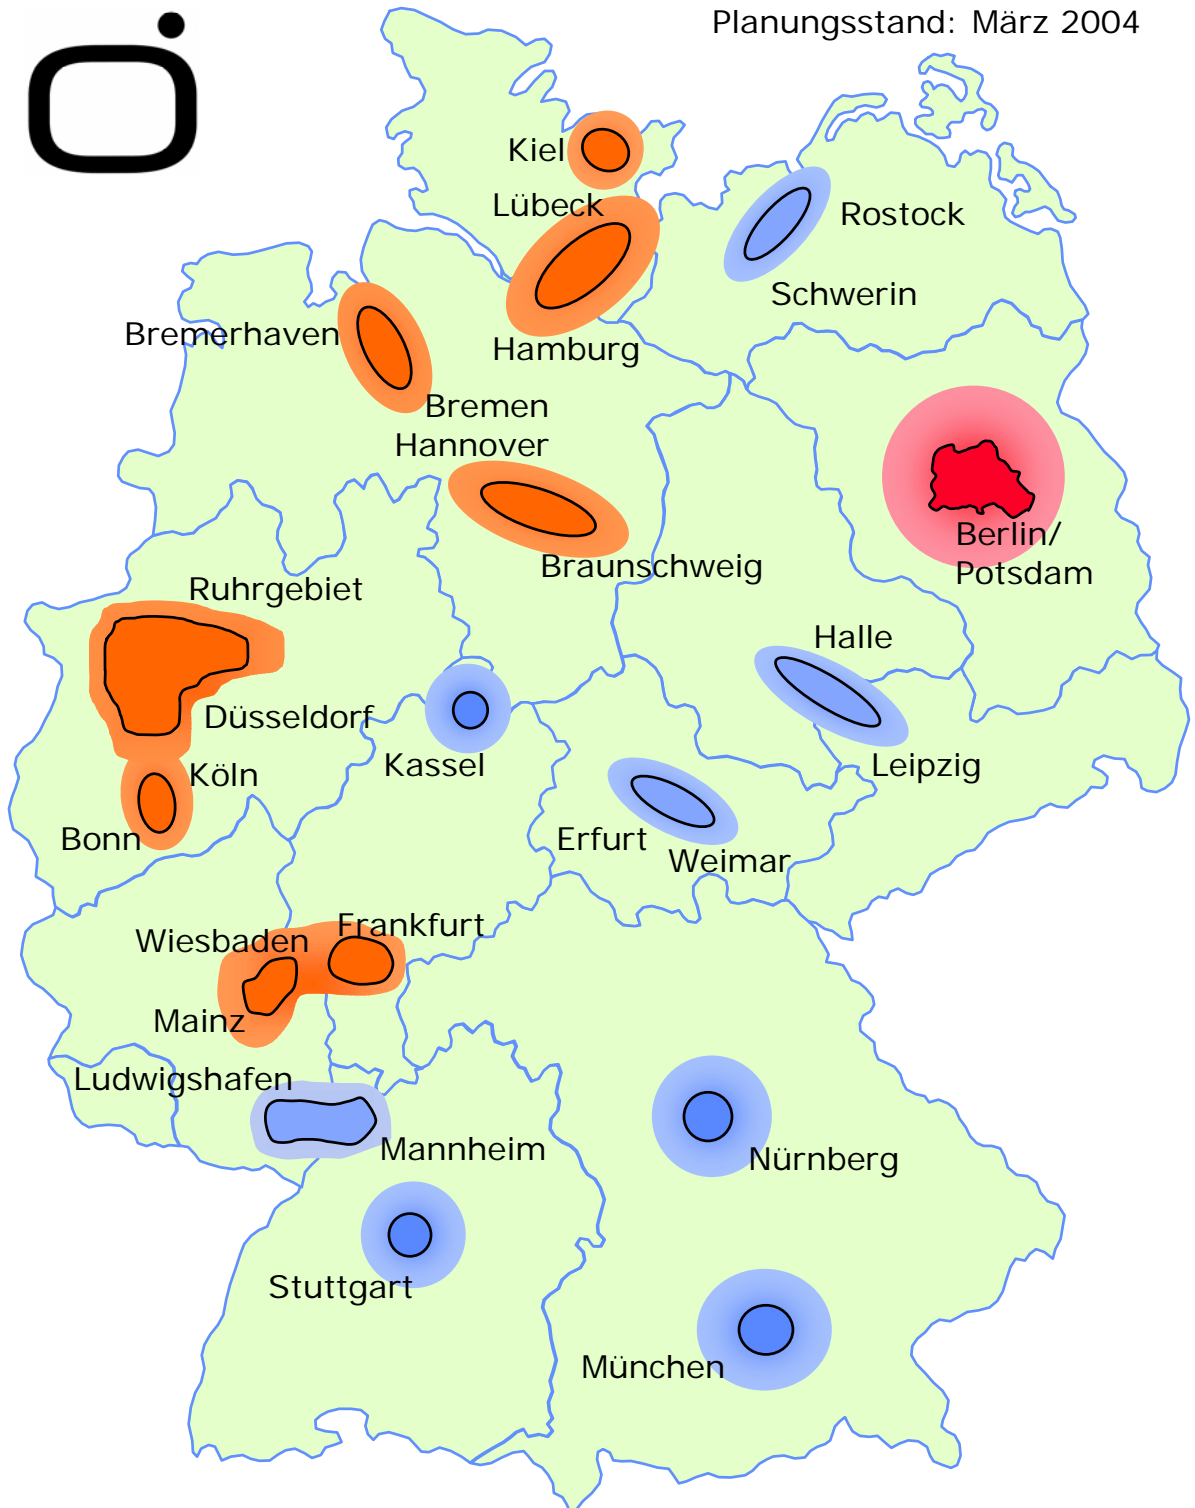 Planungsstand: März 2004
Kiel
Lübeck
Rostock
Schwerin
Bremerhaven
Hamburg
Bremen
Hannover
Berlin/
Potsdam
Braunschweig
Ruhrgebiet
Halle
Düsseldorf
Kassel
Leipzig
Köln
Bonn
Erfurt
Weimar
Frankfurt
Wiesbaden
Mainz
Ludwigshafen
Mannheim
Nürnberg
Stuttgart
München